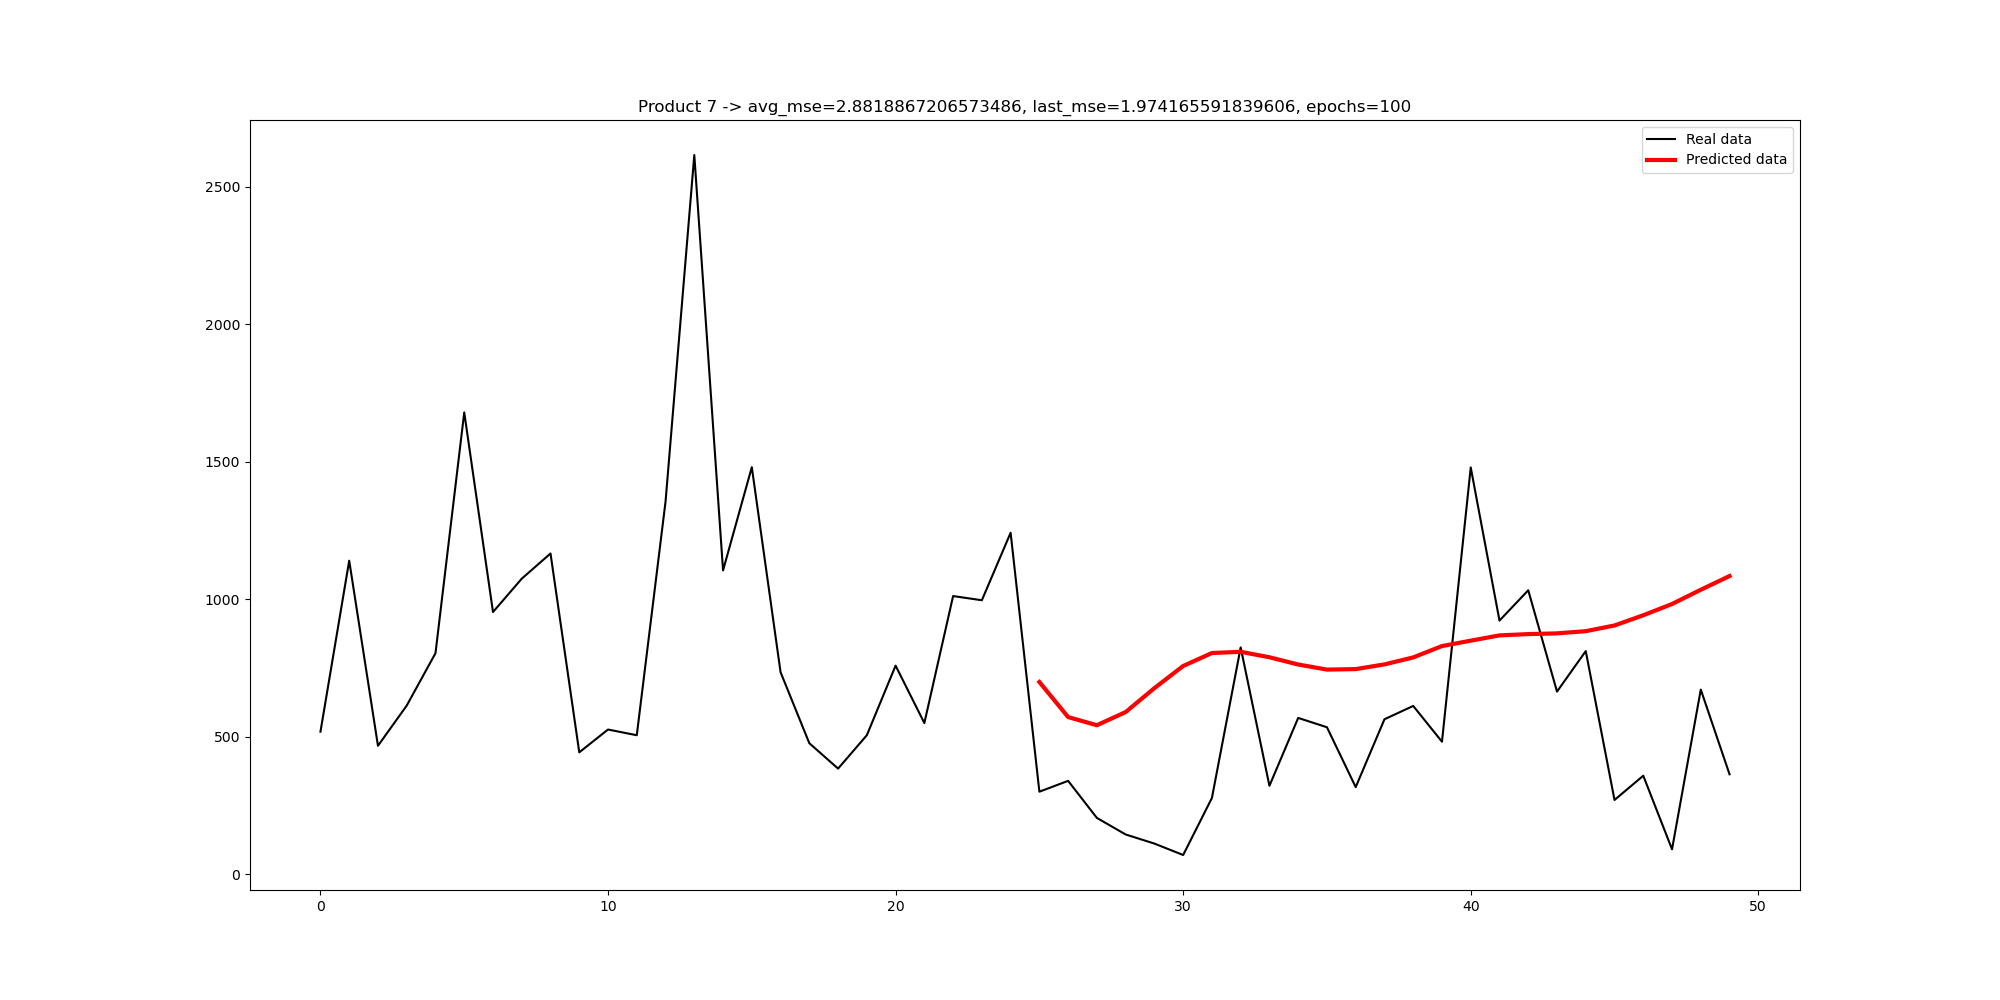 Product 7 -> avg_mse=2.8818867206573486, last_mse=1.974165591839606, epochs=100
Real data
Predicted data
2500
2000
1500
1000
500
0
0 10 20 30 40 50